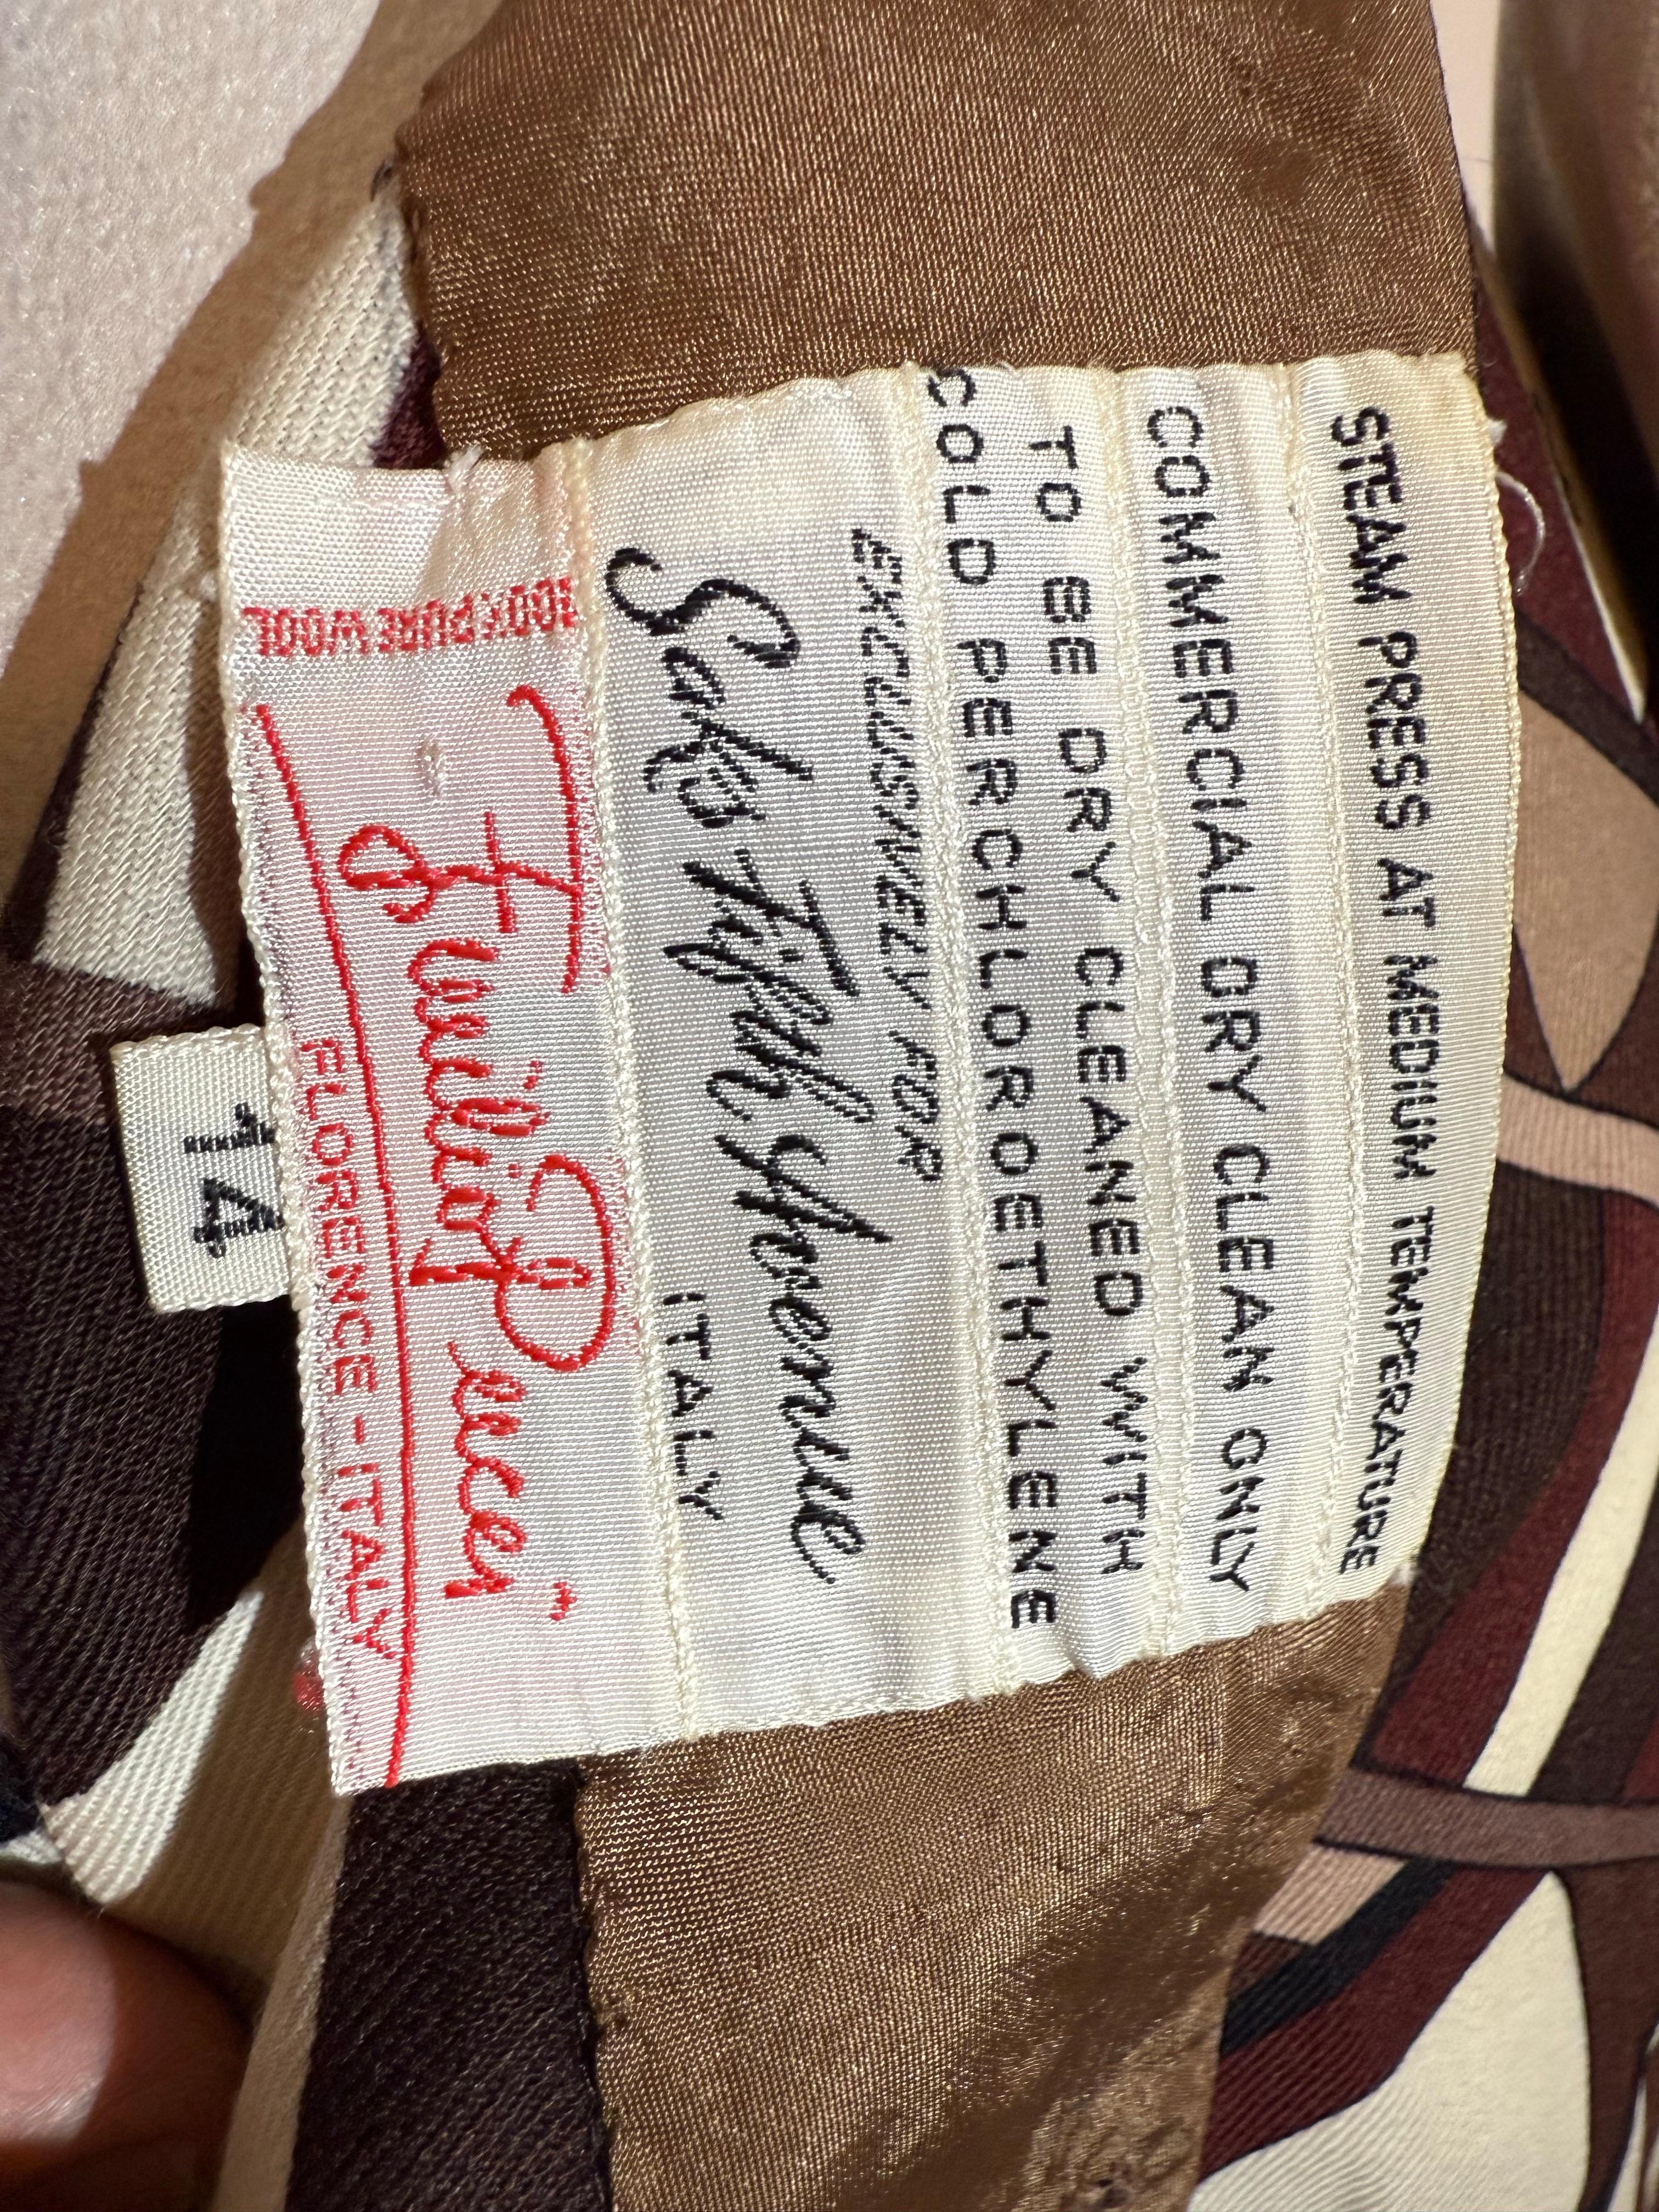 STEAM PRESS AT MEDIUM TEMPERATURE
COMMERCIAL DRY CLEAN ONLY
TO BE DRY CLEANED WITH
COLD PERCHLOROETHYLENE
EXCLUSIVELY FOR
Saks Fifth Avenue
ITALY
100% PURE WOOL
Emilio Pucci
FLORENCE - ITALY
14